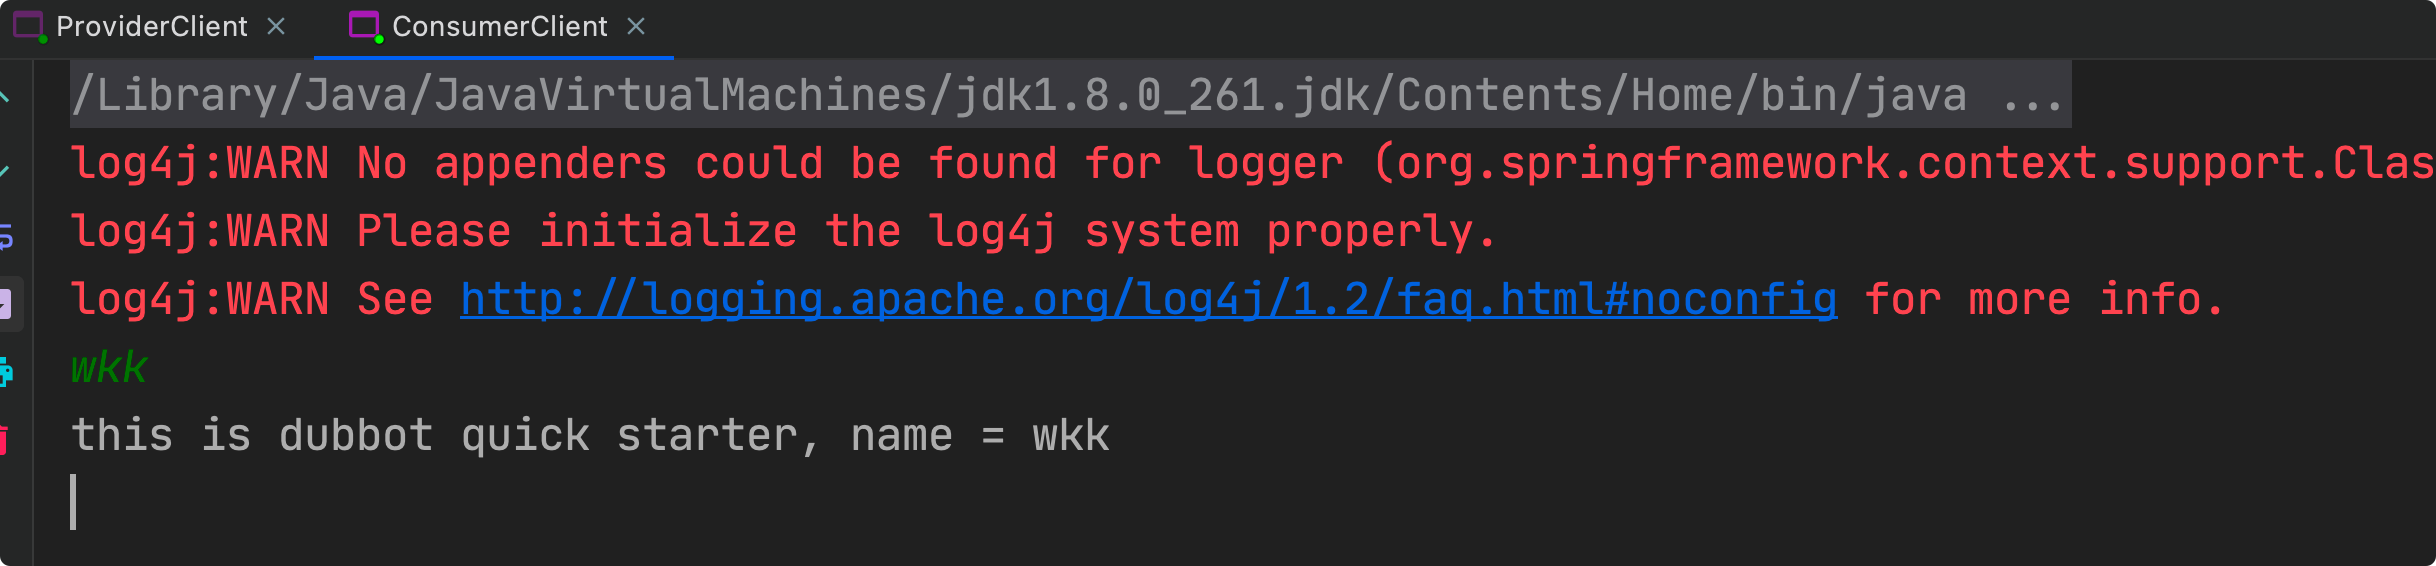 ProviderClient ConsumerClient
/Library/Java/JavaVirtualMachines/jdk1.8.0_261.jdk/Contents/Home/bin/java ...
log4j:WARN No appenders could be found for logger (org.springframework.context.support.Clas
log4j:WARN Please initialize the log4j system properly.
log4j:WARN See http://logging.apache.org/log4j/1.2/faq.html#noconfig for more info.
wkk
this is dubbot quick starter, name = wkk